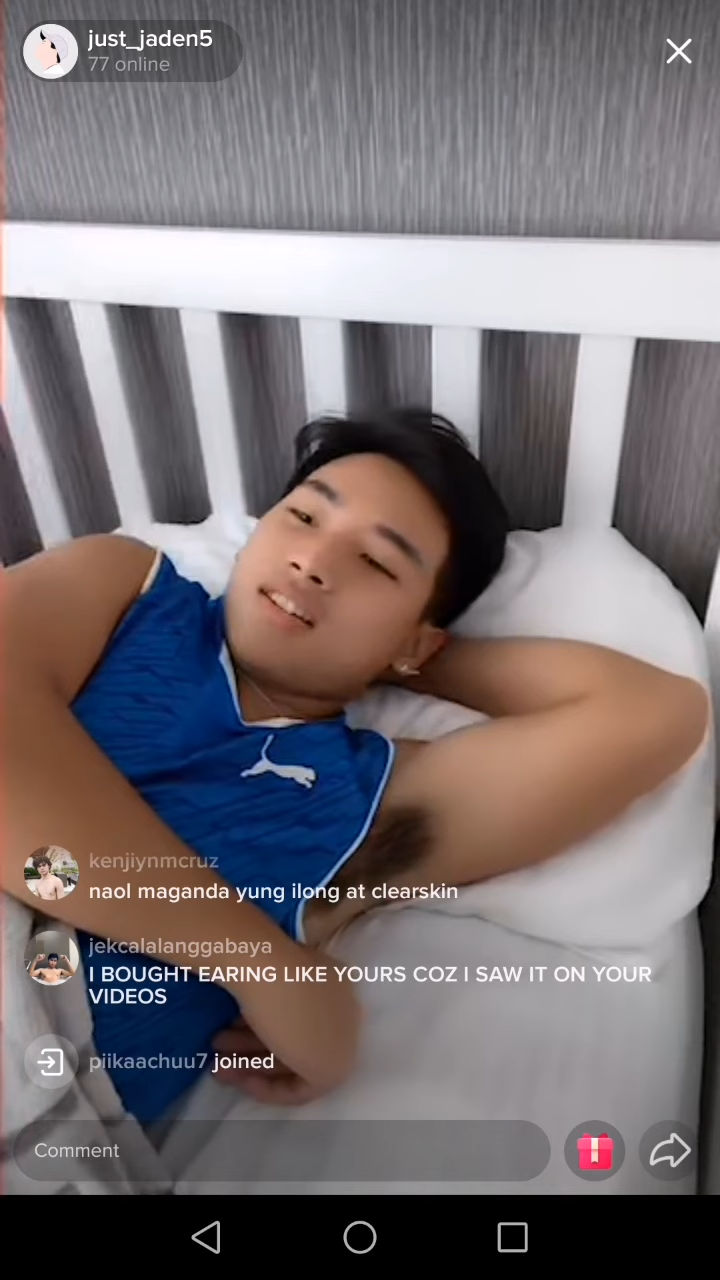 just_jaden5
77 online
kenjiynmcruz
naol maganda yung ilong at clearskin
jekcalalanggabaya
I BOUGHT EARING LIKE YOURS COZ I SAW IT ON YOUR
VIDEOS
piikaachuu7 joined
Comment